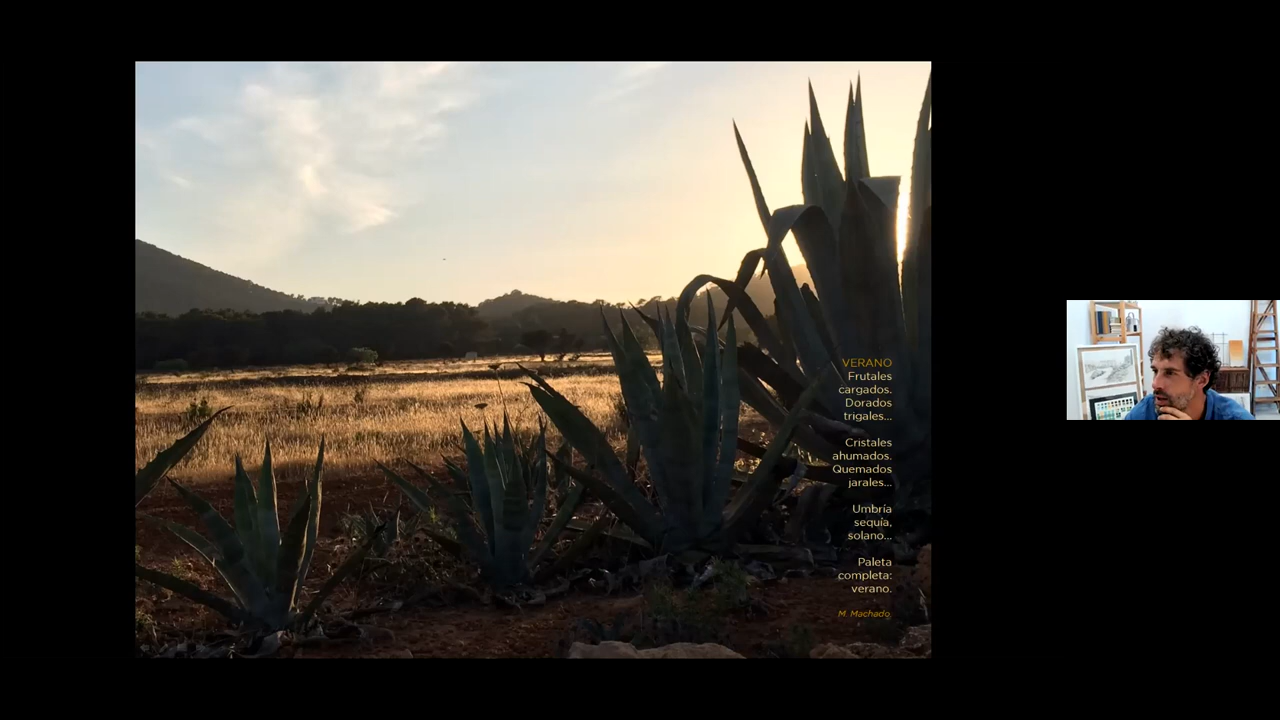 VERANO
Frutales
cargados.
Dorados
trigales...
Cristales
ahumados.
Quemados
jarales...
Umbría
sequía,
solano...
Paleta
completa:
verano.
M. Machado